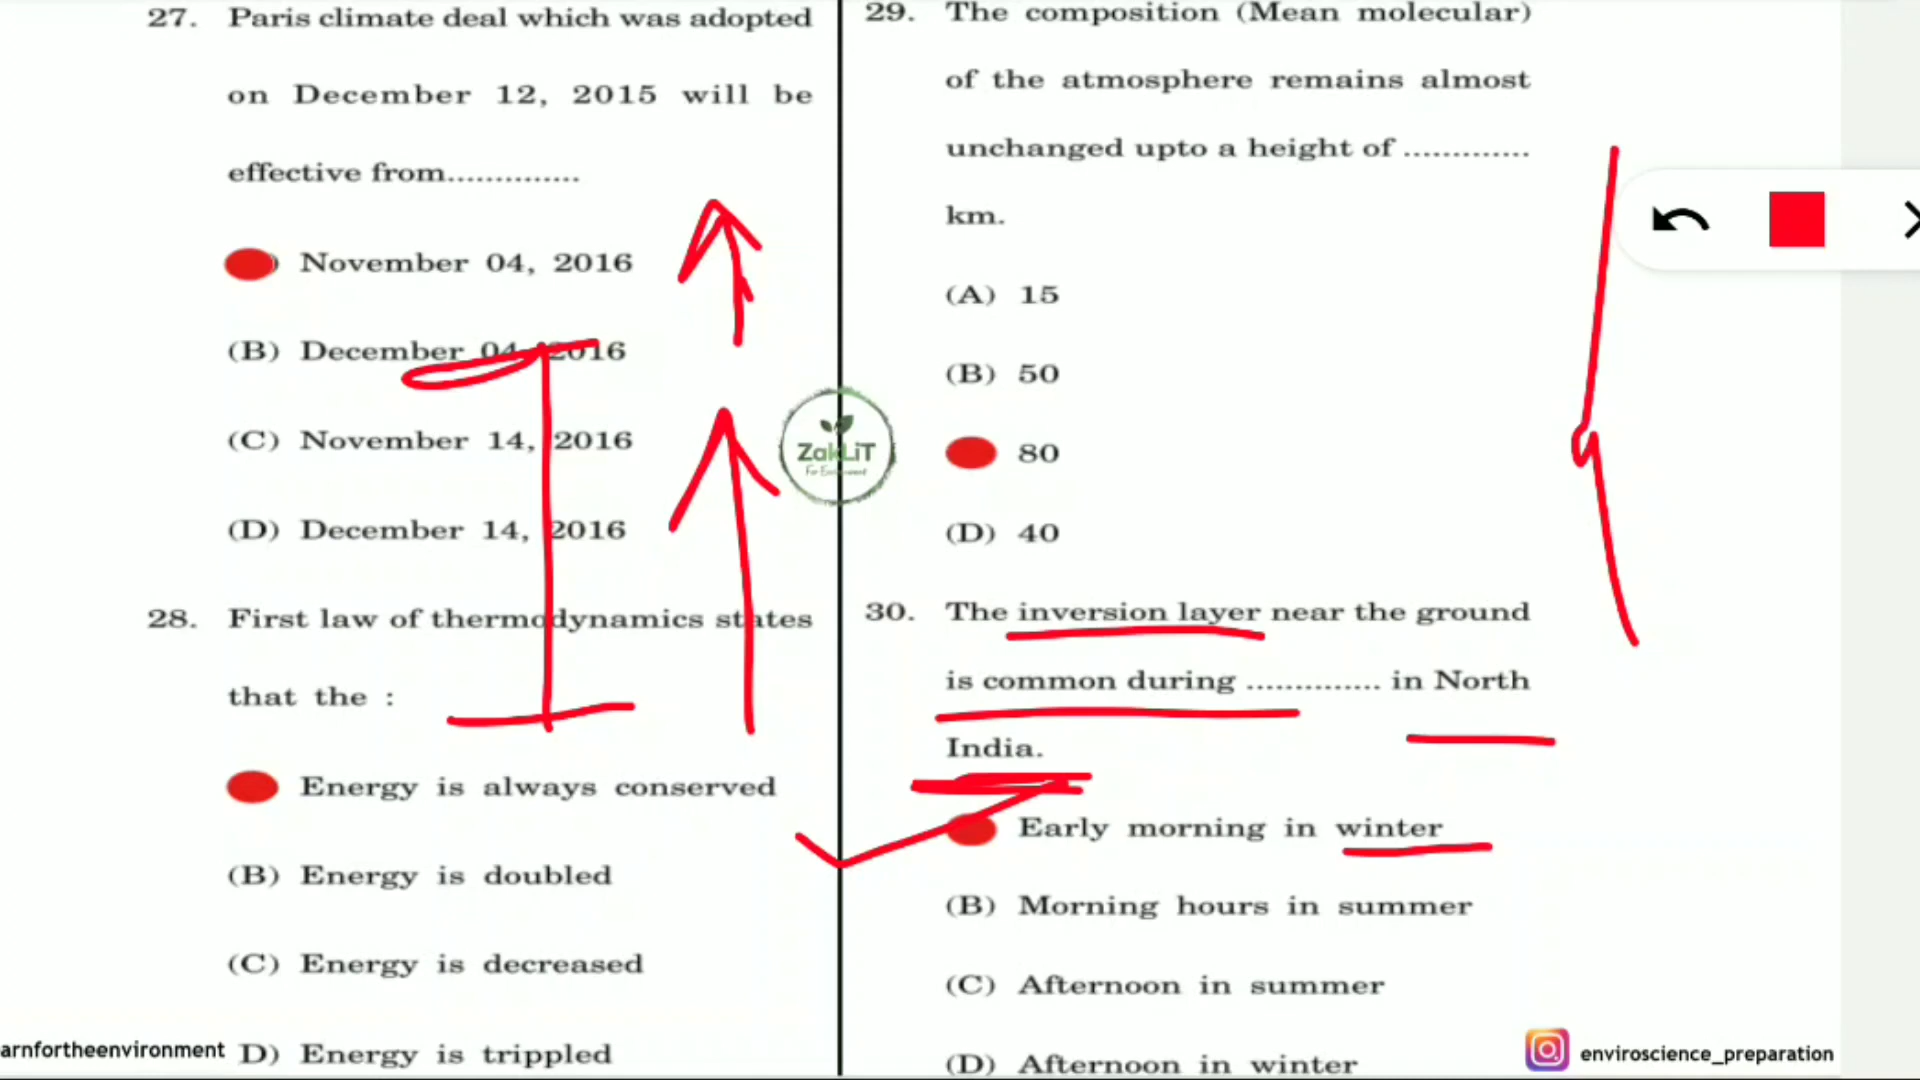 27. Paris climate deal which was adopted
on December 12, 2015 will be
effective from..............
November 04, 2016
(B) December 04, 2016
(C) November 14, 2016
(D) December 14, 2016
28. First law of thermodynamics states
that the :
Energy is always conserved
(B) Energy is doubled
(C) Energy is decreased
D) Energy is trippled
29. The composition (Mean molecular)
of the atmosphere remains almost
unchanged upto a height of .............
km.
(A) 15
(B) 50
80
(D) 40
30. The inversion layer near the ground
is common during .............. in North
India.
Early morning in winter
(B) Morning hours in summer
(C) Afternoon in summer
(D) Afternoon in winter
ZakLiT
For Environment
arnfortheenvironment
enviroscience_preparation